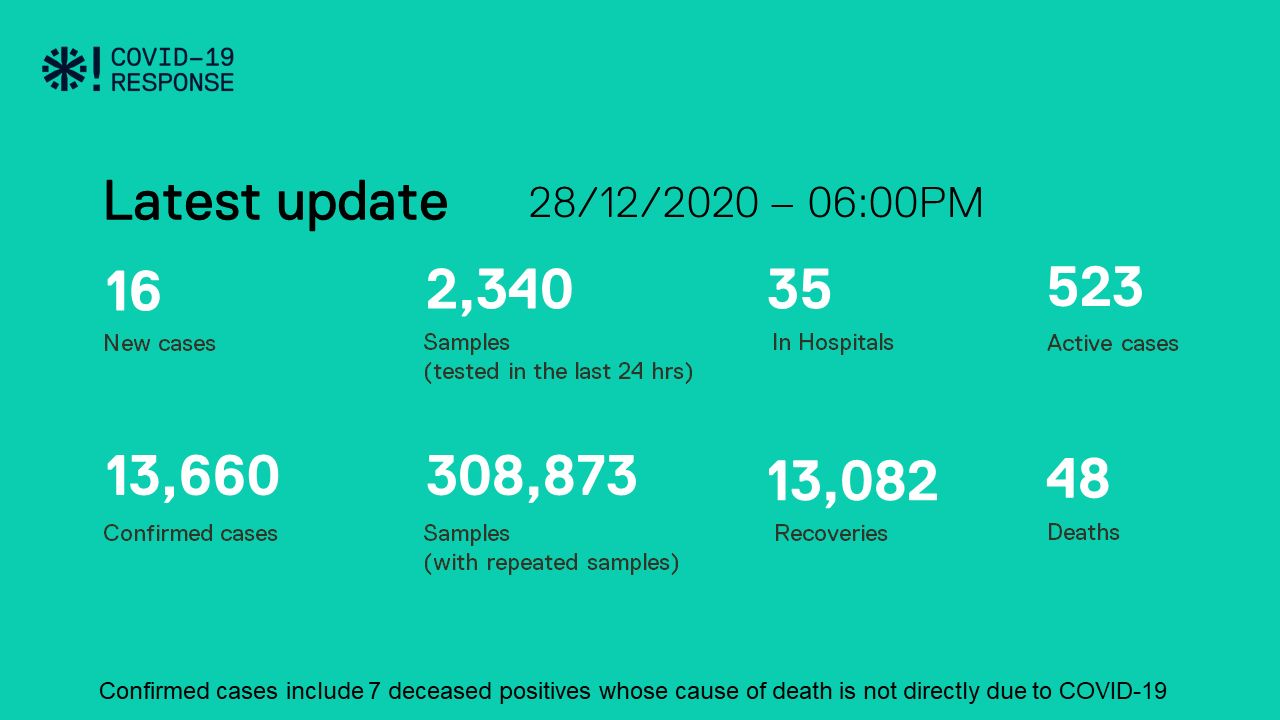 COVID-19
RESPONSE
Latest update 28/12/2020 – 06:00PM
16 2,340 35 523
New cases Samples In Hospitals Active cases
(tested in the last 24 hrs)
13,660 308,873 13,082 48
Confirmed cases Samples Recoveries Deaths
(with repeated samples)
Confirmed cases include 7 deceased positives whose cause of death is not directly due to COVID-19